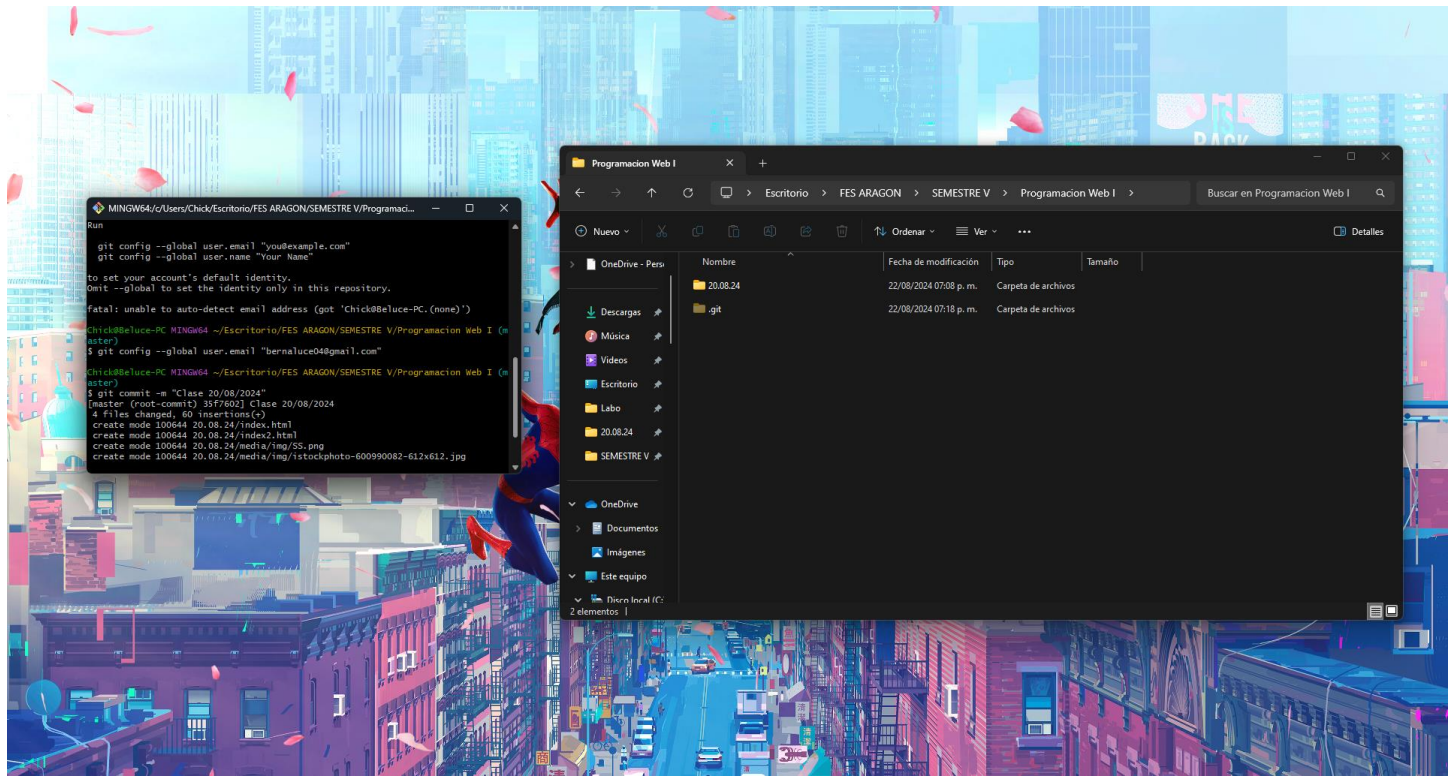 MINGW64:/c/Users/Chick/Escritorio/FES ARAGON/SEMESTRE V/Programaci...
Run
git config --global user.email "you@example.com"
git config --global user.name "Your Name"
to set your account's default identity.
Omit --global to set the identity only in this repository.
fatal: unable to auto-detect email address (got 'Chick@Beluce-PC.(none)')
Chick@Beluce-PC MINGW64 ~/Escritorio/FES ARAGON/SEMESTRE V/Programacion Web I (m
aster)
$ git config --global user.email "bernaluce04@gmail.com"
Chick@Beluce-PC MINGW64 ~/Escritorio/FES ARAGON/SEMESTRE V/Programacion Web I (m
aster)
$ git commit -m "Clase 20/08/2024"
[master (root-commit) 35f7602] Clase 20/08/2024
4 files changed, 60 insertions(+)
create mode 100644 20.08.24/index.html
create mode 100644 20.08.24/index2.html
create mode 100644 20.08.24/media/img/SS.png
create mode 100644 20.08.24/media/img/istockphoto-600990082-612x612.jpg
Programacion Web I
Escritorio > FES ARAGON > SEMESTRE V > Programacion Web I >
Buscar en Programacion Web I
Nuevo
Ordenar
Ver
Detalles
Nombre Fecha de modificación Tipo Tamaño
20.08.24 22/08/2024 07:08 p. m. Carpeta de archivos
.git 22/08/2024 07:18 p. m. Carpeta de archivos
OneDrive - Pers
Descargas
Música
Videos
Escritorio
Labo
20.08.24
SEMESTRE V
OneDrive
Documentos
Imágenes
Este equipo
Disco local (C:
2 elementos